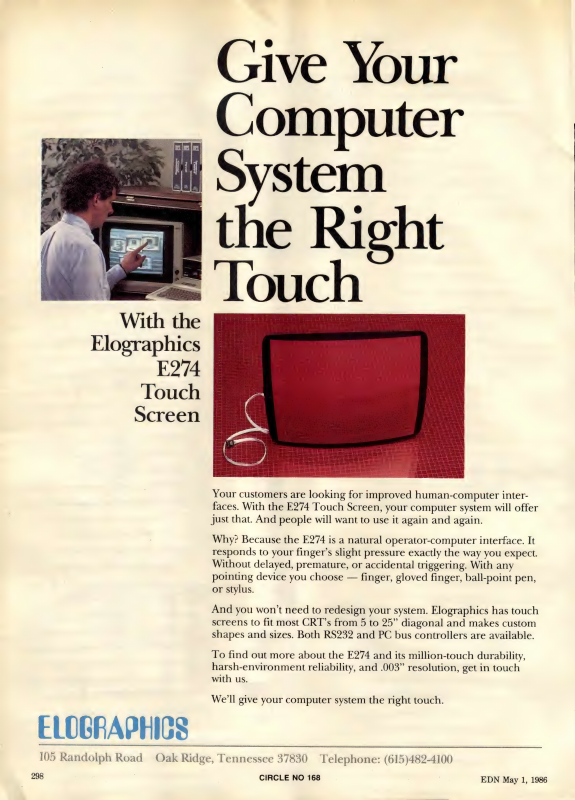 Give Your
Computer
System
the Right
Touch
With the
Elographics
E274
Touch
Screen
Your customers are looking for improved human-computer inter-
faces. With the E274 Touch Screen, your computer system will offer
just that. And people will want to use it again and again.
Why? Because the E274 is a natural operator-computer interface. It
responds to your finger's slight pressure exactly the way you expect.
Without delayed, premature, or accidental triggering. With any
pointing device you choose — finger, gloved finger, ball-point pen,
or stylus.
And you won't need to redesign your system. Elographics has touch
screens to fit most CRT's from 5 to 25" diagonal and makes custom
shapes and sizes. Both RS232 and PC bus controllers are available.
To find out more about the E274 and its million-touch durability,
harsh-environment reliability, and .003" resolution, get in touch
with us.
We'll give your computer system the right touch.
ELOGRAPHICS
105 Randolph Road Oak Ridge, Tennessee 37830 Telephone: (615)482-4100
298
CIRCLE NO 168
EDN May 1, 1986